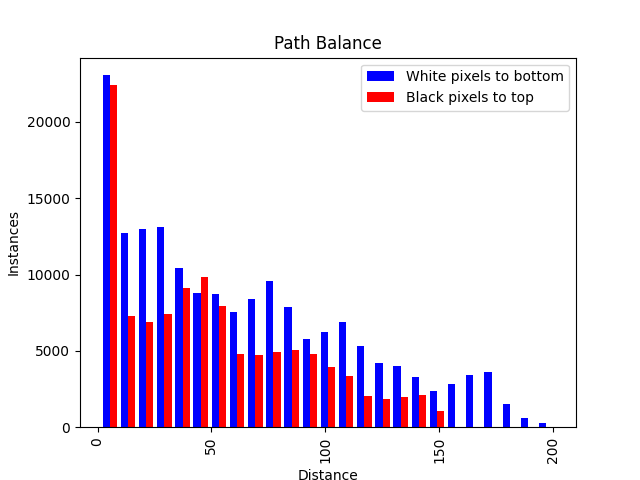 Path Balance
White pixels to bottom
Black pixels to top
Instances
20000
15000
10000
5000
0
0
50
100
150
200
Distance